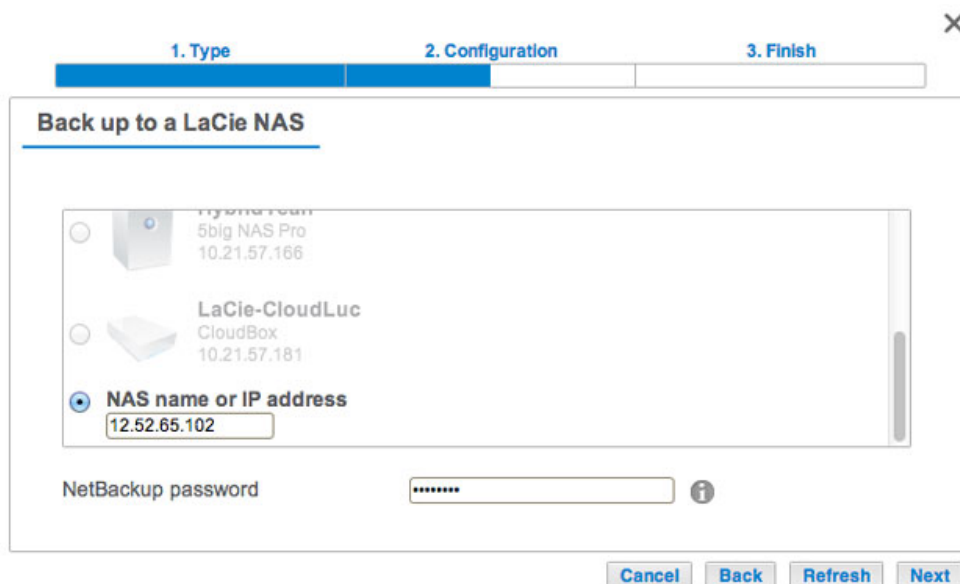 1. Type
2. Configuration
3. Finish
Back up to a LaCie NAS
5big NAS Pro
10.21.57.166
LaCie-CloudLuc
CloudBox
10.21.57.181
NAS name or IP address
12.52.65.102
NetBackup password
Cancel
Back
Refresh
Next